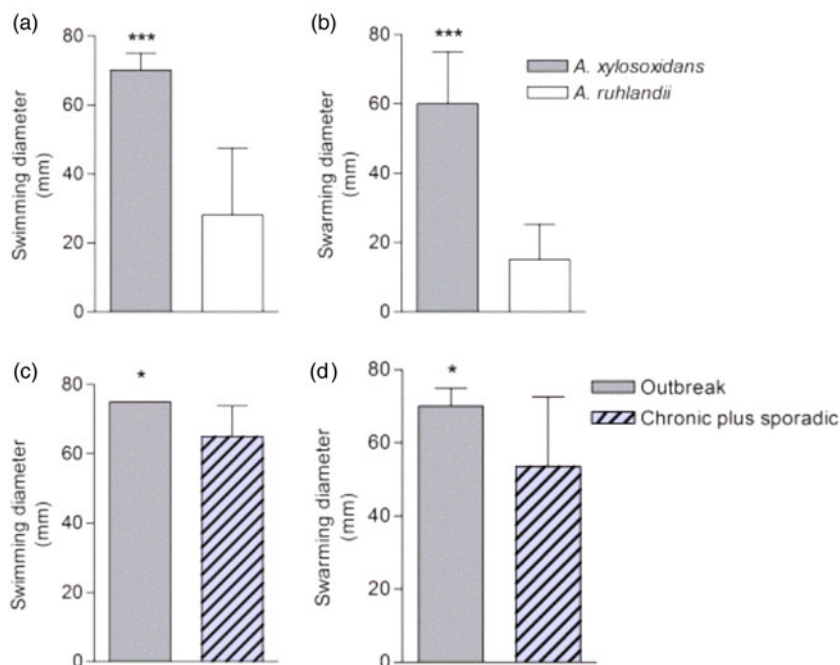 (a)
Swimming diameter
(mm)
80
60
40
20
0
***
(b)
Swarming diameter
(mm)
80
60
40
20
0
***
A. xylosoxidans
A. ruhlandii
(c)
Swimming diameter
(mm)
80
60
40
20
0
*
(d)
Swarming diameter
(mm)
80
60
40
20
0
*
Outbreak
Chronic plus sporadic